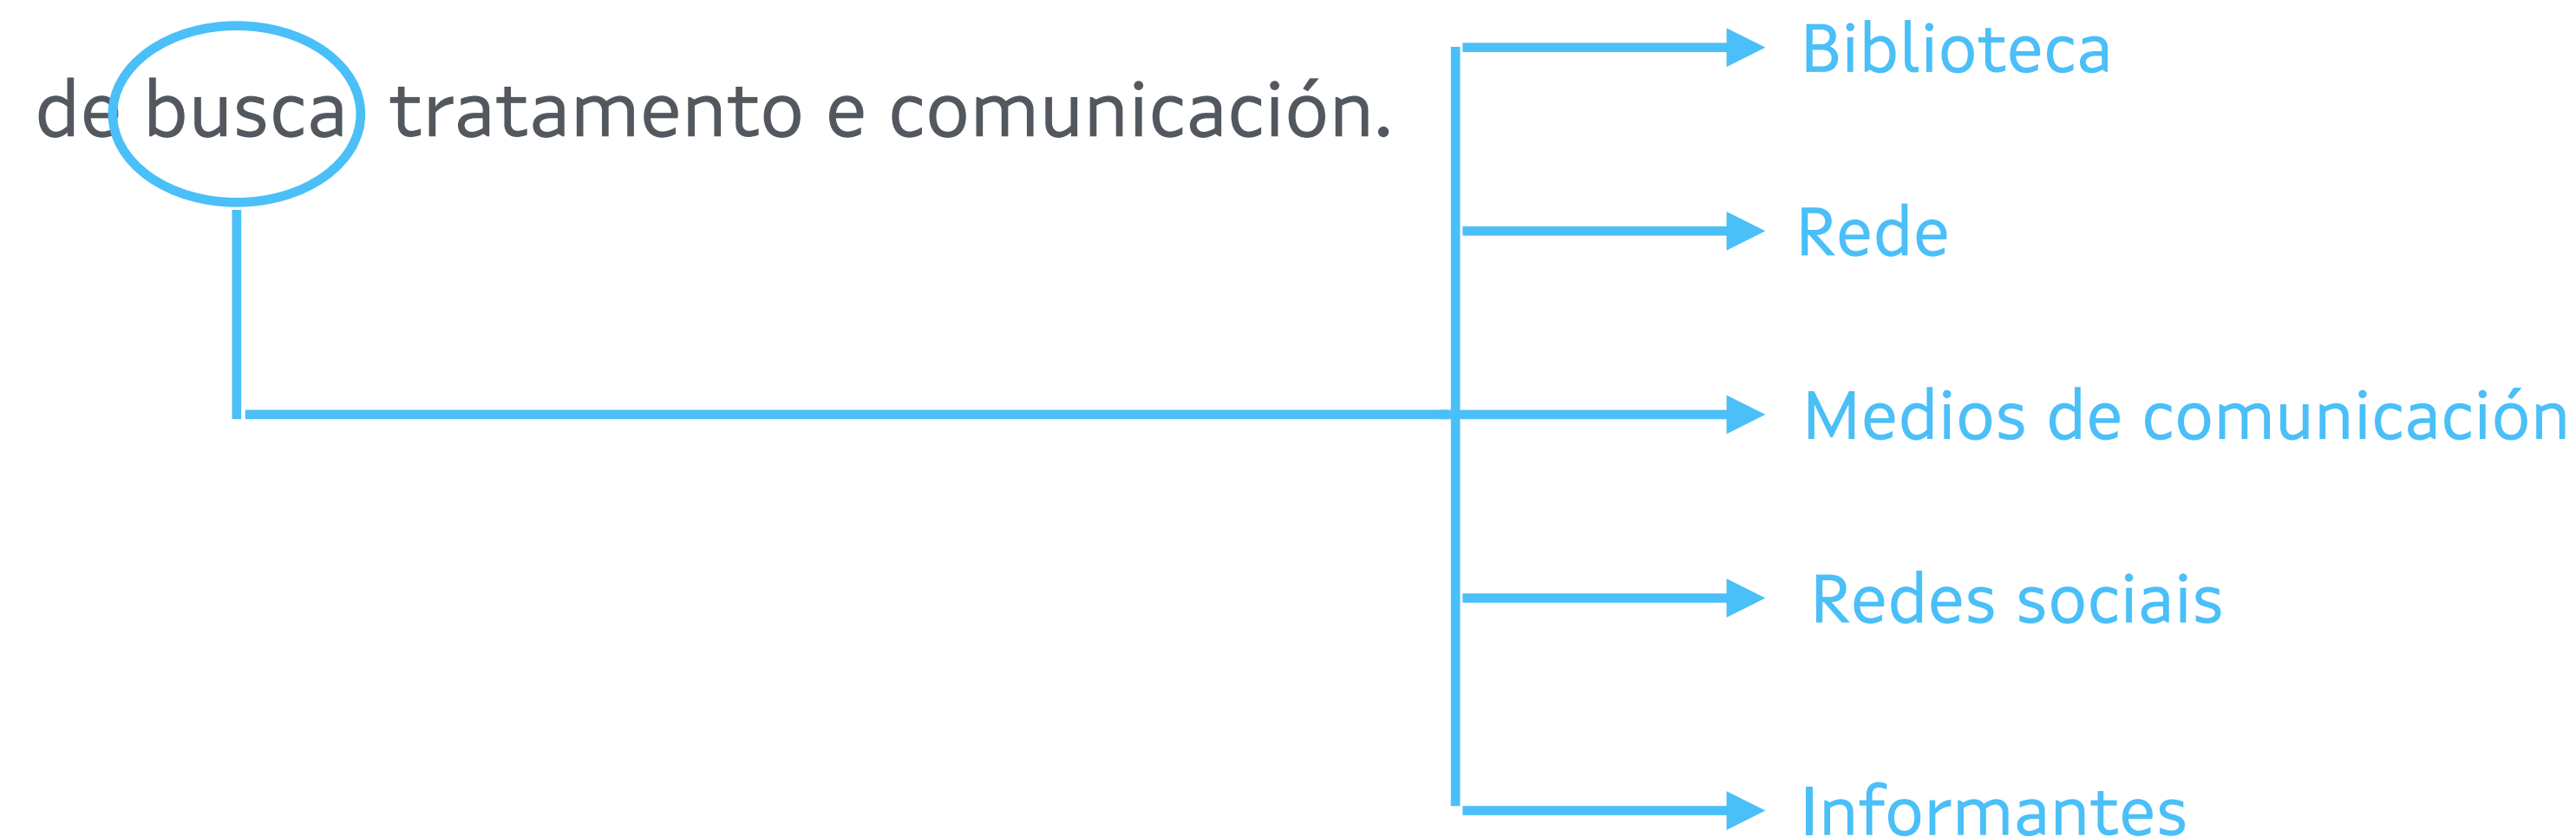 Biblioteca
de busca tratamento e comunicación.
Rede
Medios de comunicación
Redes sociais
Informantes